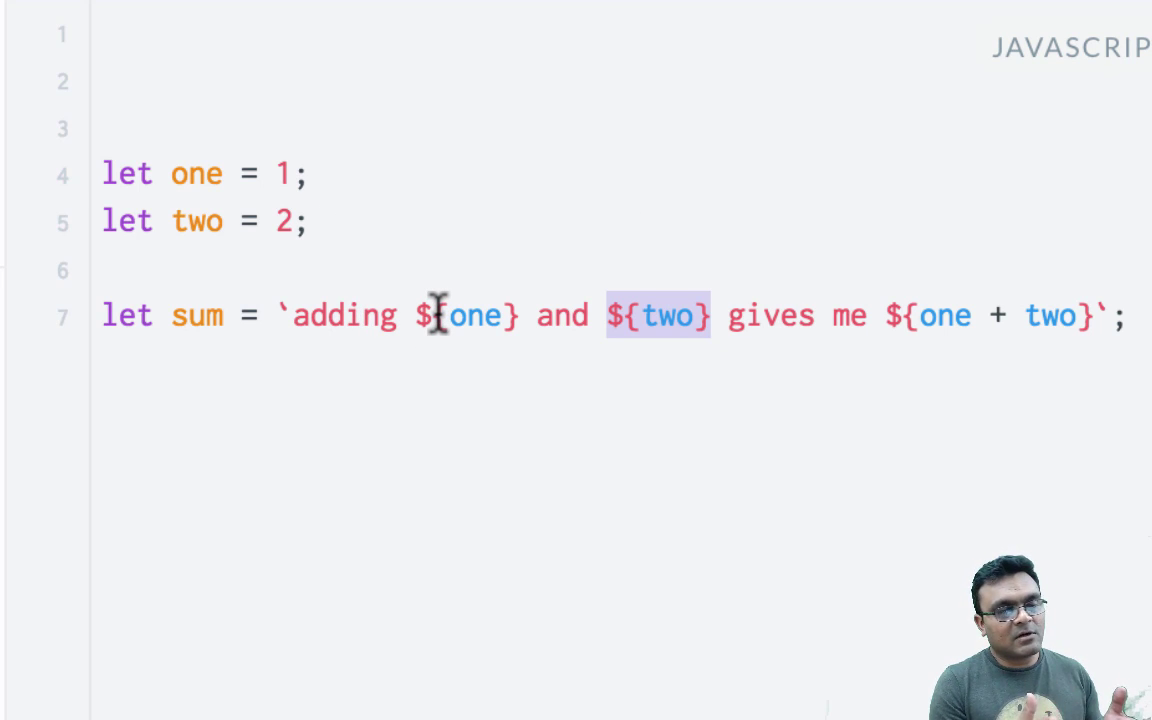 1
JAVASCRIP
2
3
4 let one = 1;
5 let two = 2;
6
7 let sum = `adding ${one} and ${two} gives me ${one + two}`;